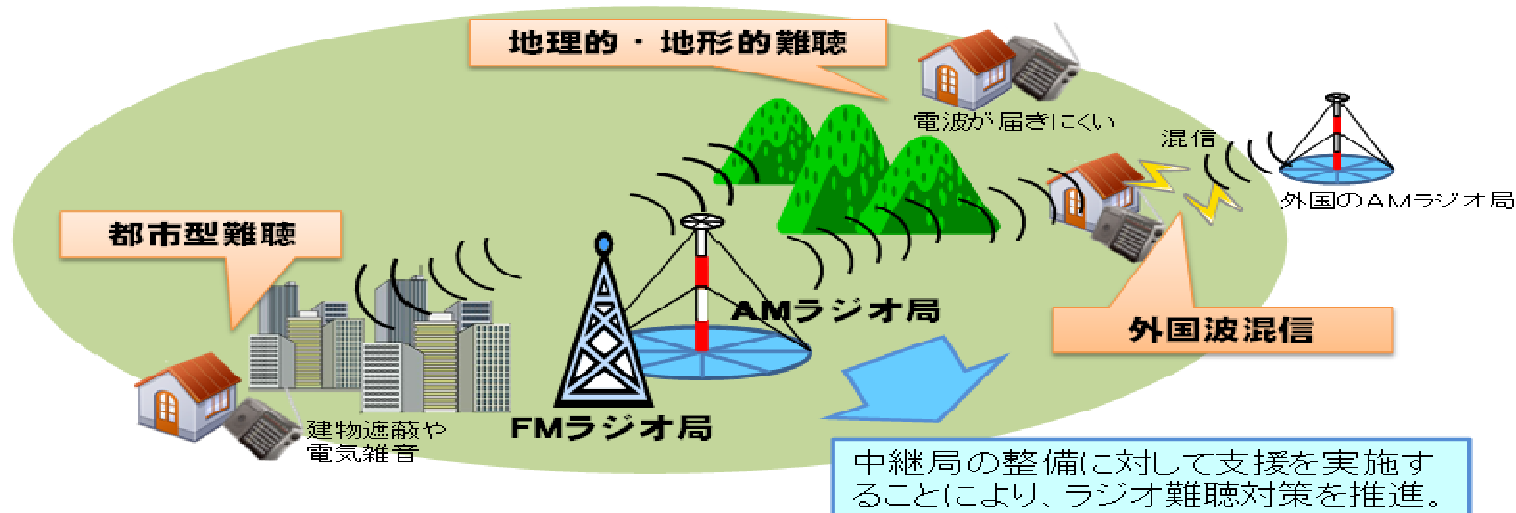 地理的・地形的難聴
電波が届きにくい
混信
外国のAMラジオ局
都市型難聴
AMラジオ局
外国波混信
建物遮蔽や
電気雑音
FMラジオ局
中継局の整備に対して支援を実施す
ることにより、ラジオ難聴対策を推進。